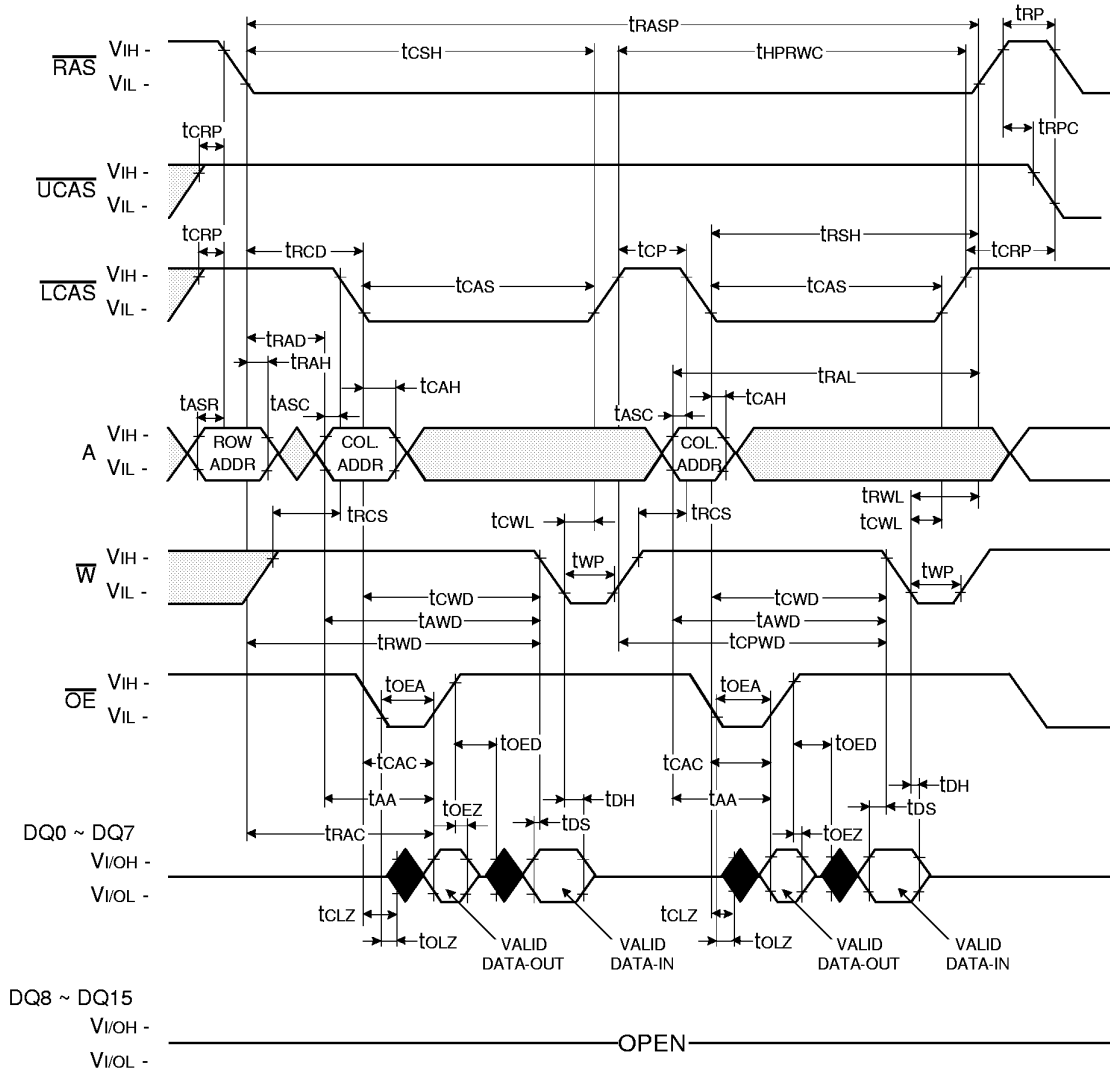 tRASP
tRP
tCSH
tHPRWC
RAS
VIH -
VIL -
tCRP
tRPC
UCAS
VIH -
VIL -
tCRP
tRCD
tCP
tRSH
tCRP
LCAS
VIH -
VIL -
tCAS
tCAS
tRAD
tRAH
tCAH
tRAL
tASR
tASC
tASC
tCAH
A
VIH -
VIL -
ROW
ADDR
COL.
ADDR
COL.
ADDR
tRCS
tCWL
tRCS
tRWL
tCWL
W
VIH -
VIL -
tWP
tWP
tCWD
tCWD
tAWD
tAWD
tRWD
tCPWD
OE
VIH -
VIL -
tOEA
tOEA
tOED
tOED
tCAC
tCAC
tAA
tOEZ
tDH
tDS
tAA
tOEZ
tDH
tDS
tRAC
DQ0 ~ DQ7
VI/OH -
VI/OL -
tCLZ
tOLZ
VALID
DATA-OUT
VALID
DATA-IN
tCLZ
tOLZ
VALID
DATA-OUT
VALID
DATA-IN
DQ8 ~ DQ15
VI/OH -
VI/OL -
OPEN